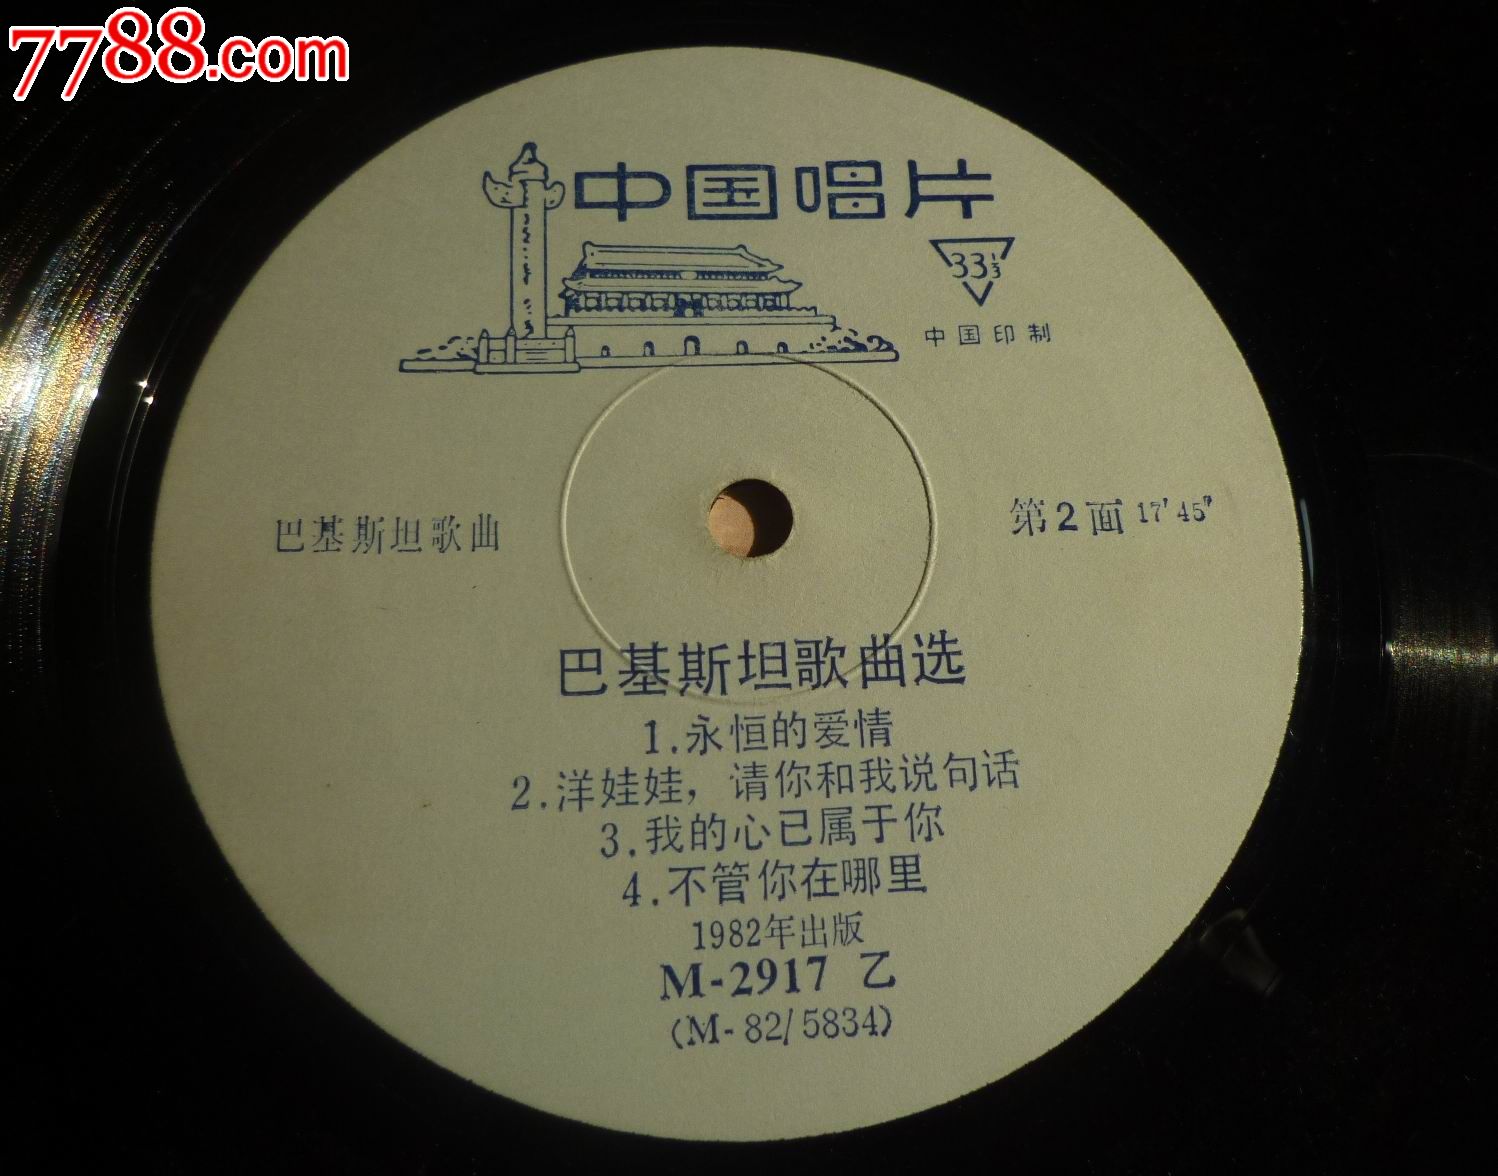 7788.com
中国唱片
33⅓
中国印制
巴基斯坦歌曲
第2面 17′45″
巴基斯坦歌曲选
1.永恒的爱情
2.洋娃娃，请你和我说句话
3.我的心已属于你
4.不管你在哪里
1982年出版
M-2917 乙
(M-82/5834)